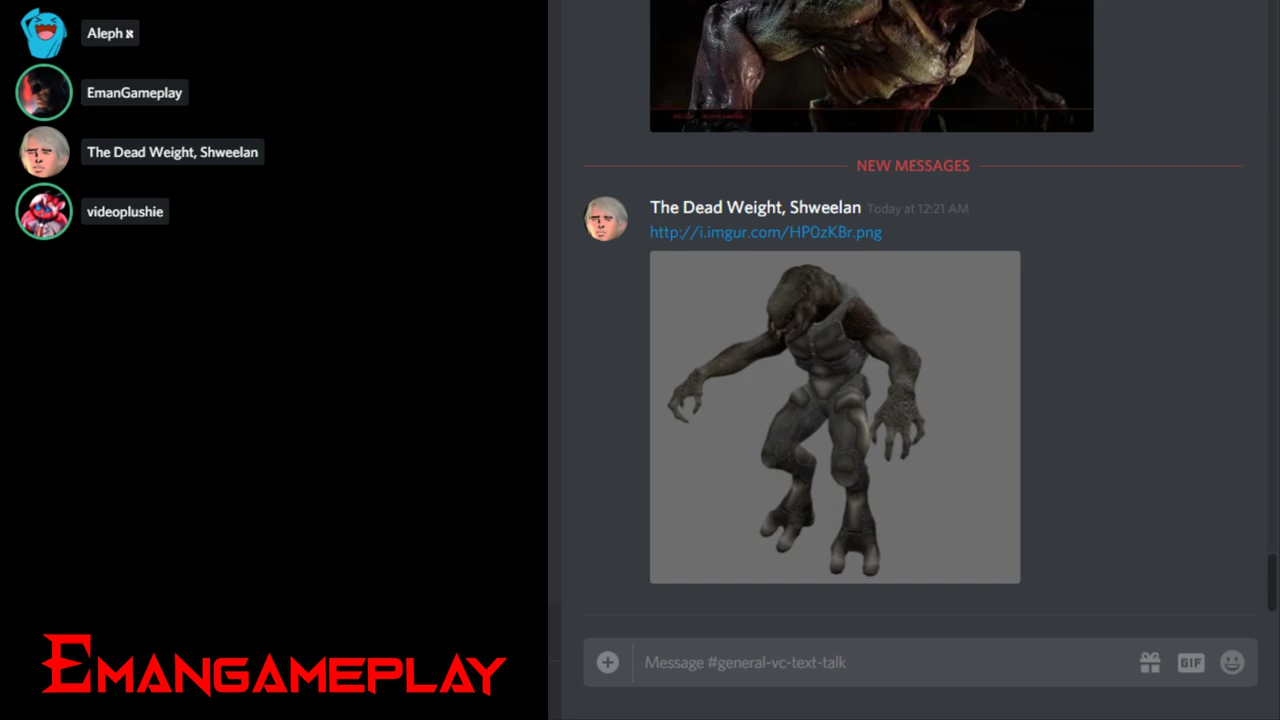 Aleph א
EmanGameplay
The Dead Weight, Shweelan
videoplushie
EMANGAMEPLAY
NEW MESSAGES
The Dead Weight, Shweelan Today at 12:21 AM
http://i.imgur.com/HP0zKBr.png
Message #general-vc-text-talk
GIF